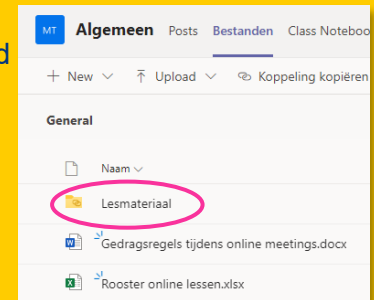 MT Algemeen Posts Bestanden Class Noteboo
d
+ New Upload Koppeling kopiëren
General
Naam
Lesmateriaal
Gedragsregels tijdens online meetings.docx
Rooster online lessen.xlsx